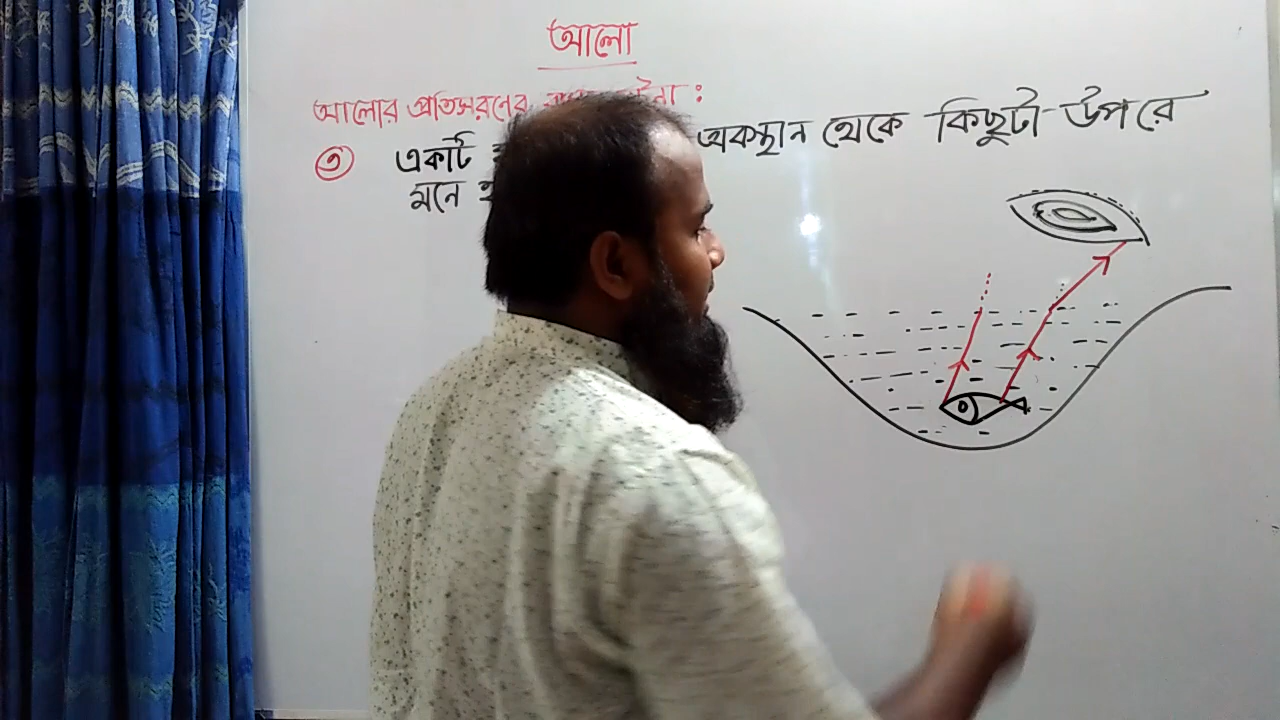 আলো
আলোর প্রতিসরণের :
৩ একটি অবস্থান থেকে কিছুটা উপরে
মনে